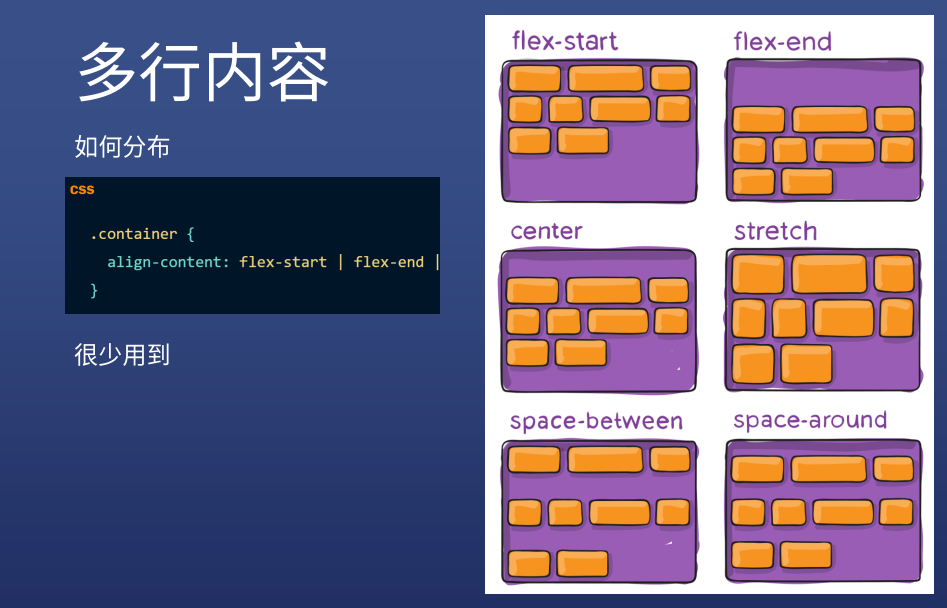 多行内容
如何分布
CSS
.container {
align-content: flex-start | flex-end |
}
很少用到
flex-start
flex-end
center
stretch
space-between
space-around